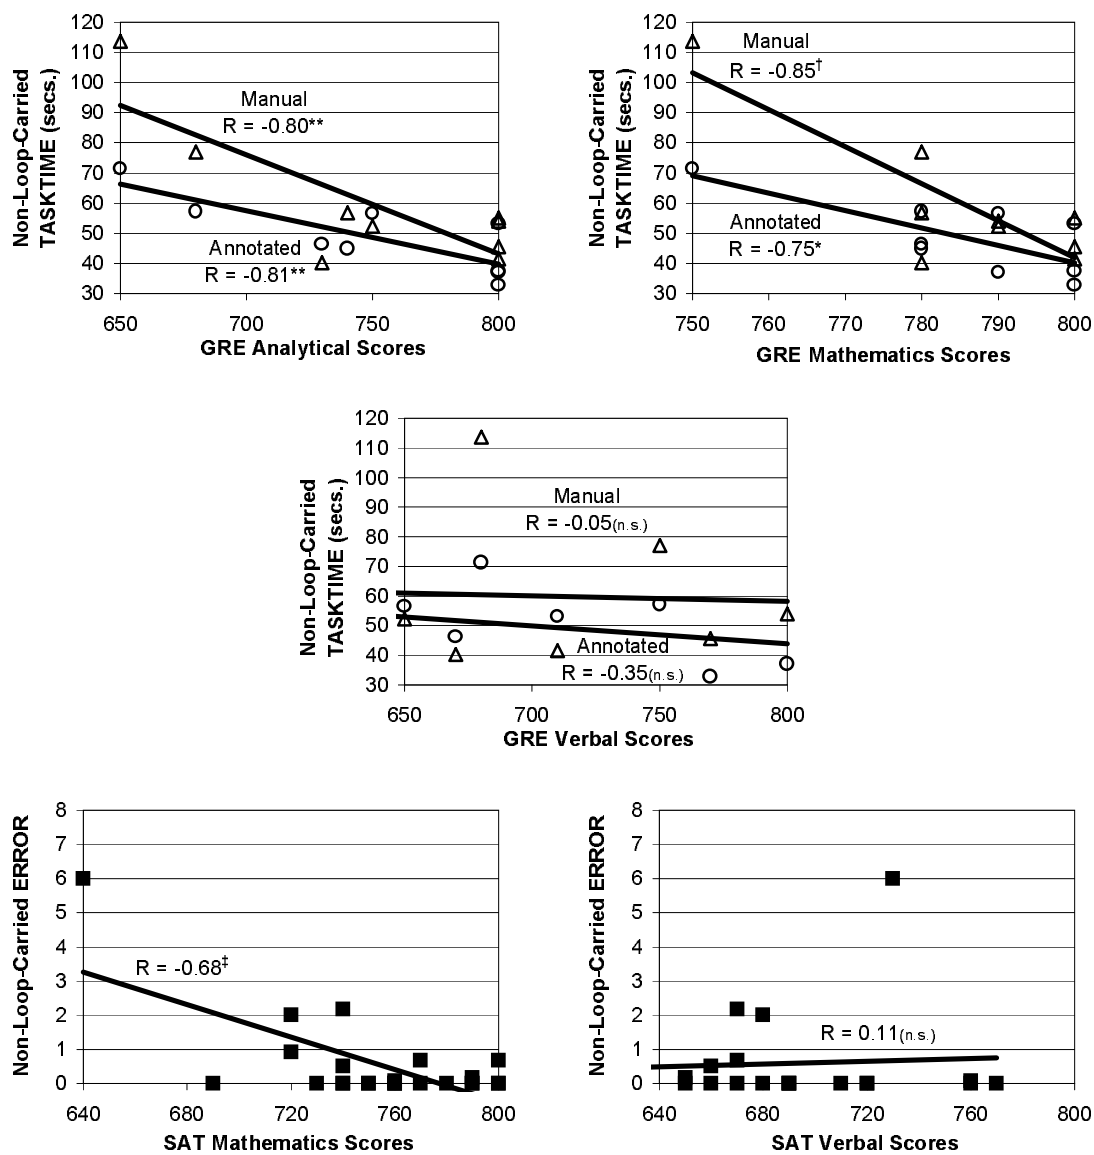 120
110
100
90
80
70
60
50
40
30
Non-Loop-Carried
TASKTIME (secs.)
Manual
R = -0.80**
Annotated
R = -0.81**
650 700 750 800
GRE Analytical Scores
120
110
100
90
80
70
60
50
40
30
Non-Loop-Carried
TASKTIME (secs.)
Manual
R = -0.85†
Annotated
R = -0.75*
750 760 770 780 790 800
GRE Mathematics Scores
120
110
100
90
80
70
60
50
40
30
Non-Loop-Carried
TASKTIME (secs.)
Manual
R = -0.05(n.s.)
Annotated
R = -0.35(n.s.)
650 700 750 800
GRE Verbal Scores
8
7
6
5
4
3
2
1
0
Non-Loop-Carried ERROR
R = -0.68‡
640 680 720 760 800
SAT Mathematics Scores
8
7
6
5
4
3
2
1
0
Non-Loop-Carried ERROR
R = 0.11(n.s.)
640 680 720 760 800
SAT Verbal Scores